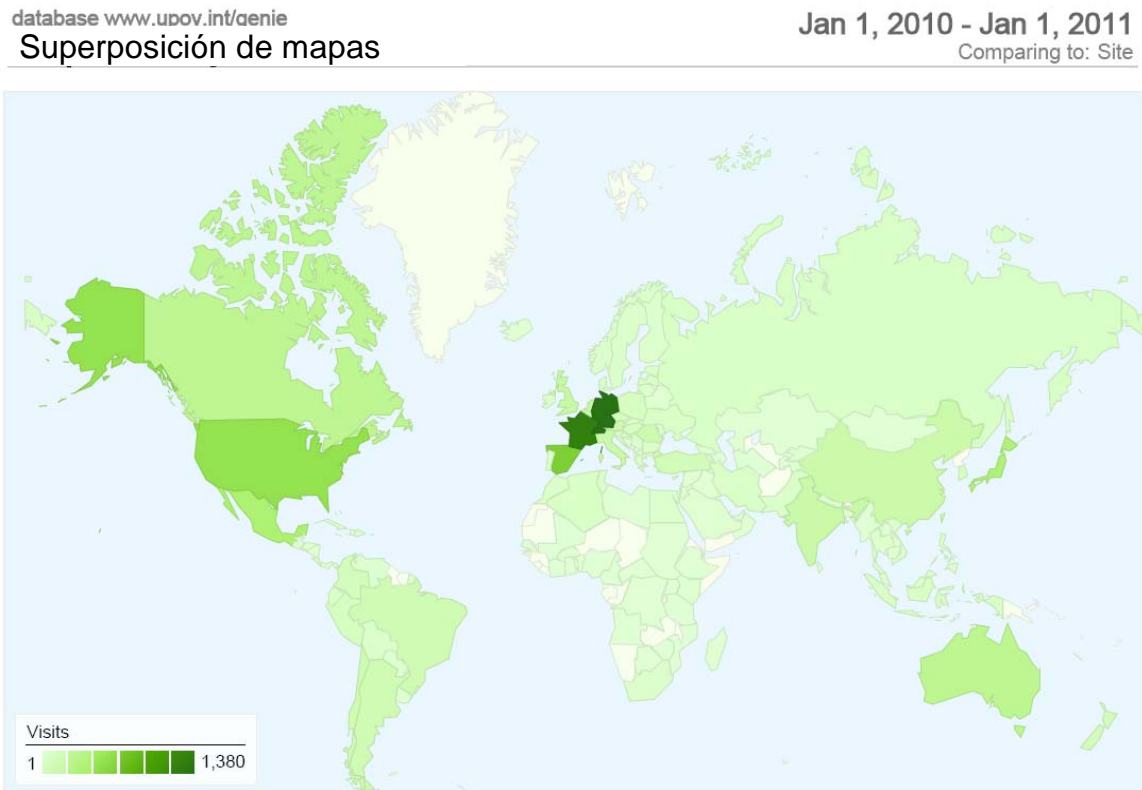 database www.upov.int/genie
Superposición de mapas
Jan 1, 2010 - Jan 1, 2011
Comparing to: Site
Visits
1 1,380